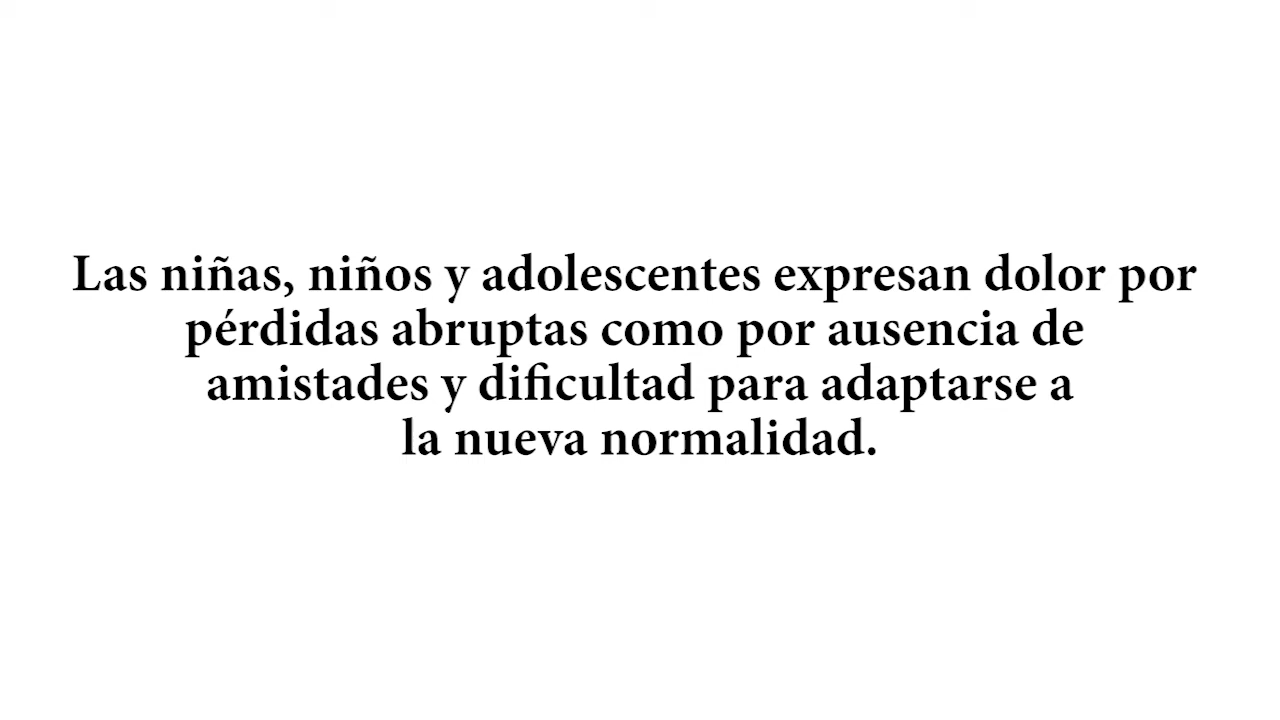 Las niñas, niños y adolescentes expresan dolor por
pérdidas abruptas como por ausencia de
amistades y dificultad para adaptarse a
la nueva normalidad.